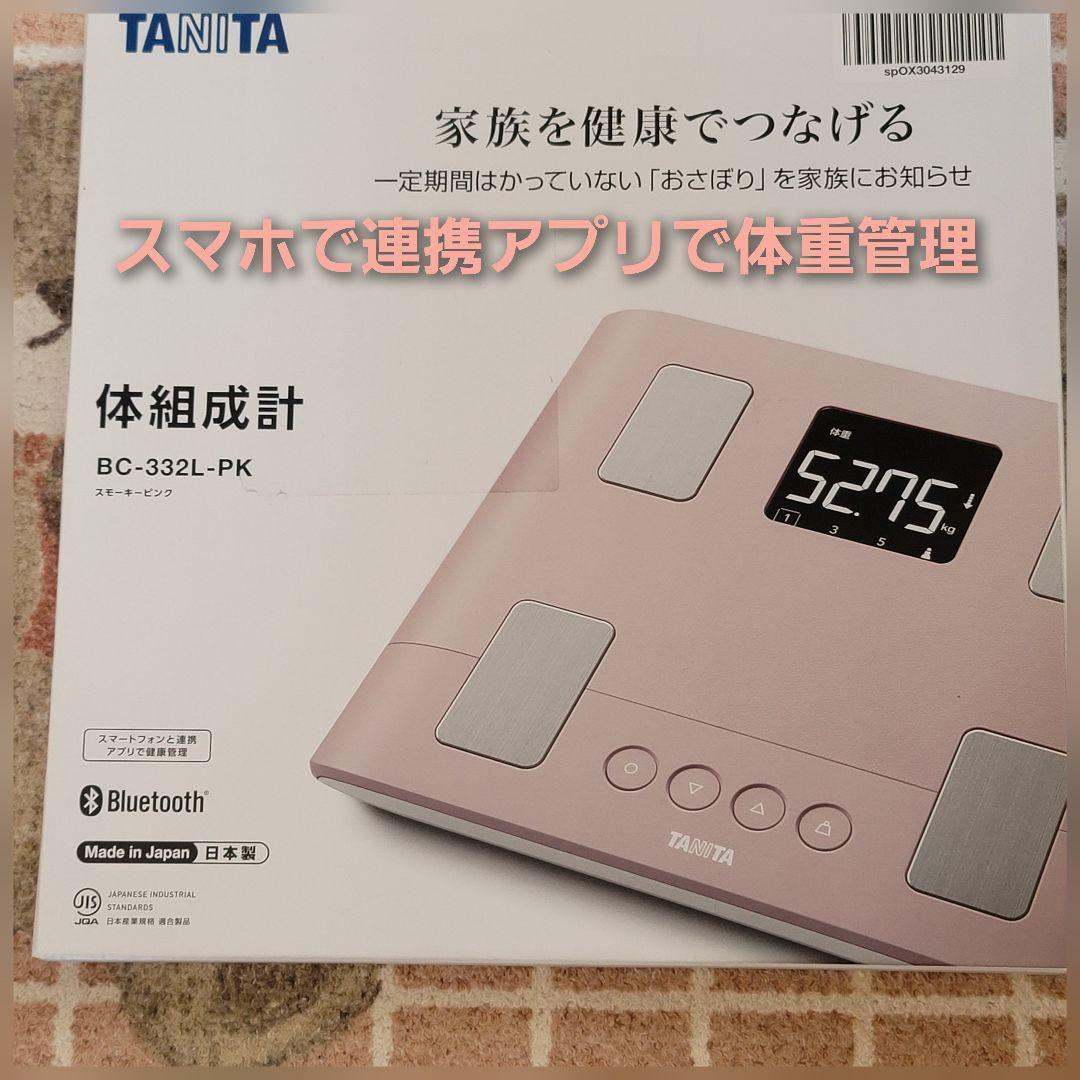 TANITA
spOX3043129
家族を健康でつなげる
一定期間はかっていない「おさぼり」を家族にお知らせ
スマホで連携アプリで体重管理
体組成計
BC-332L-PK
スモーキーピンク
体重
52.75kg
1 3 5
スマートフォンと連携
アプリで健康管理
Bluetooth®
Made in Japan 日本製
TANITA
JIS
JQA
JAPANESE INDUSTRIAL
STANDARDS
日本産業規格 適合製品